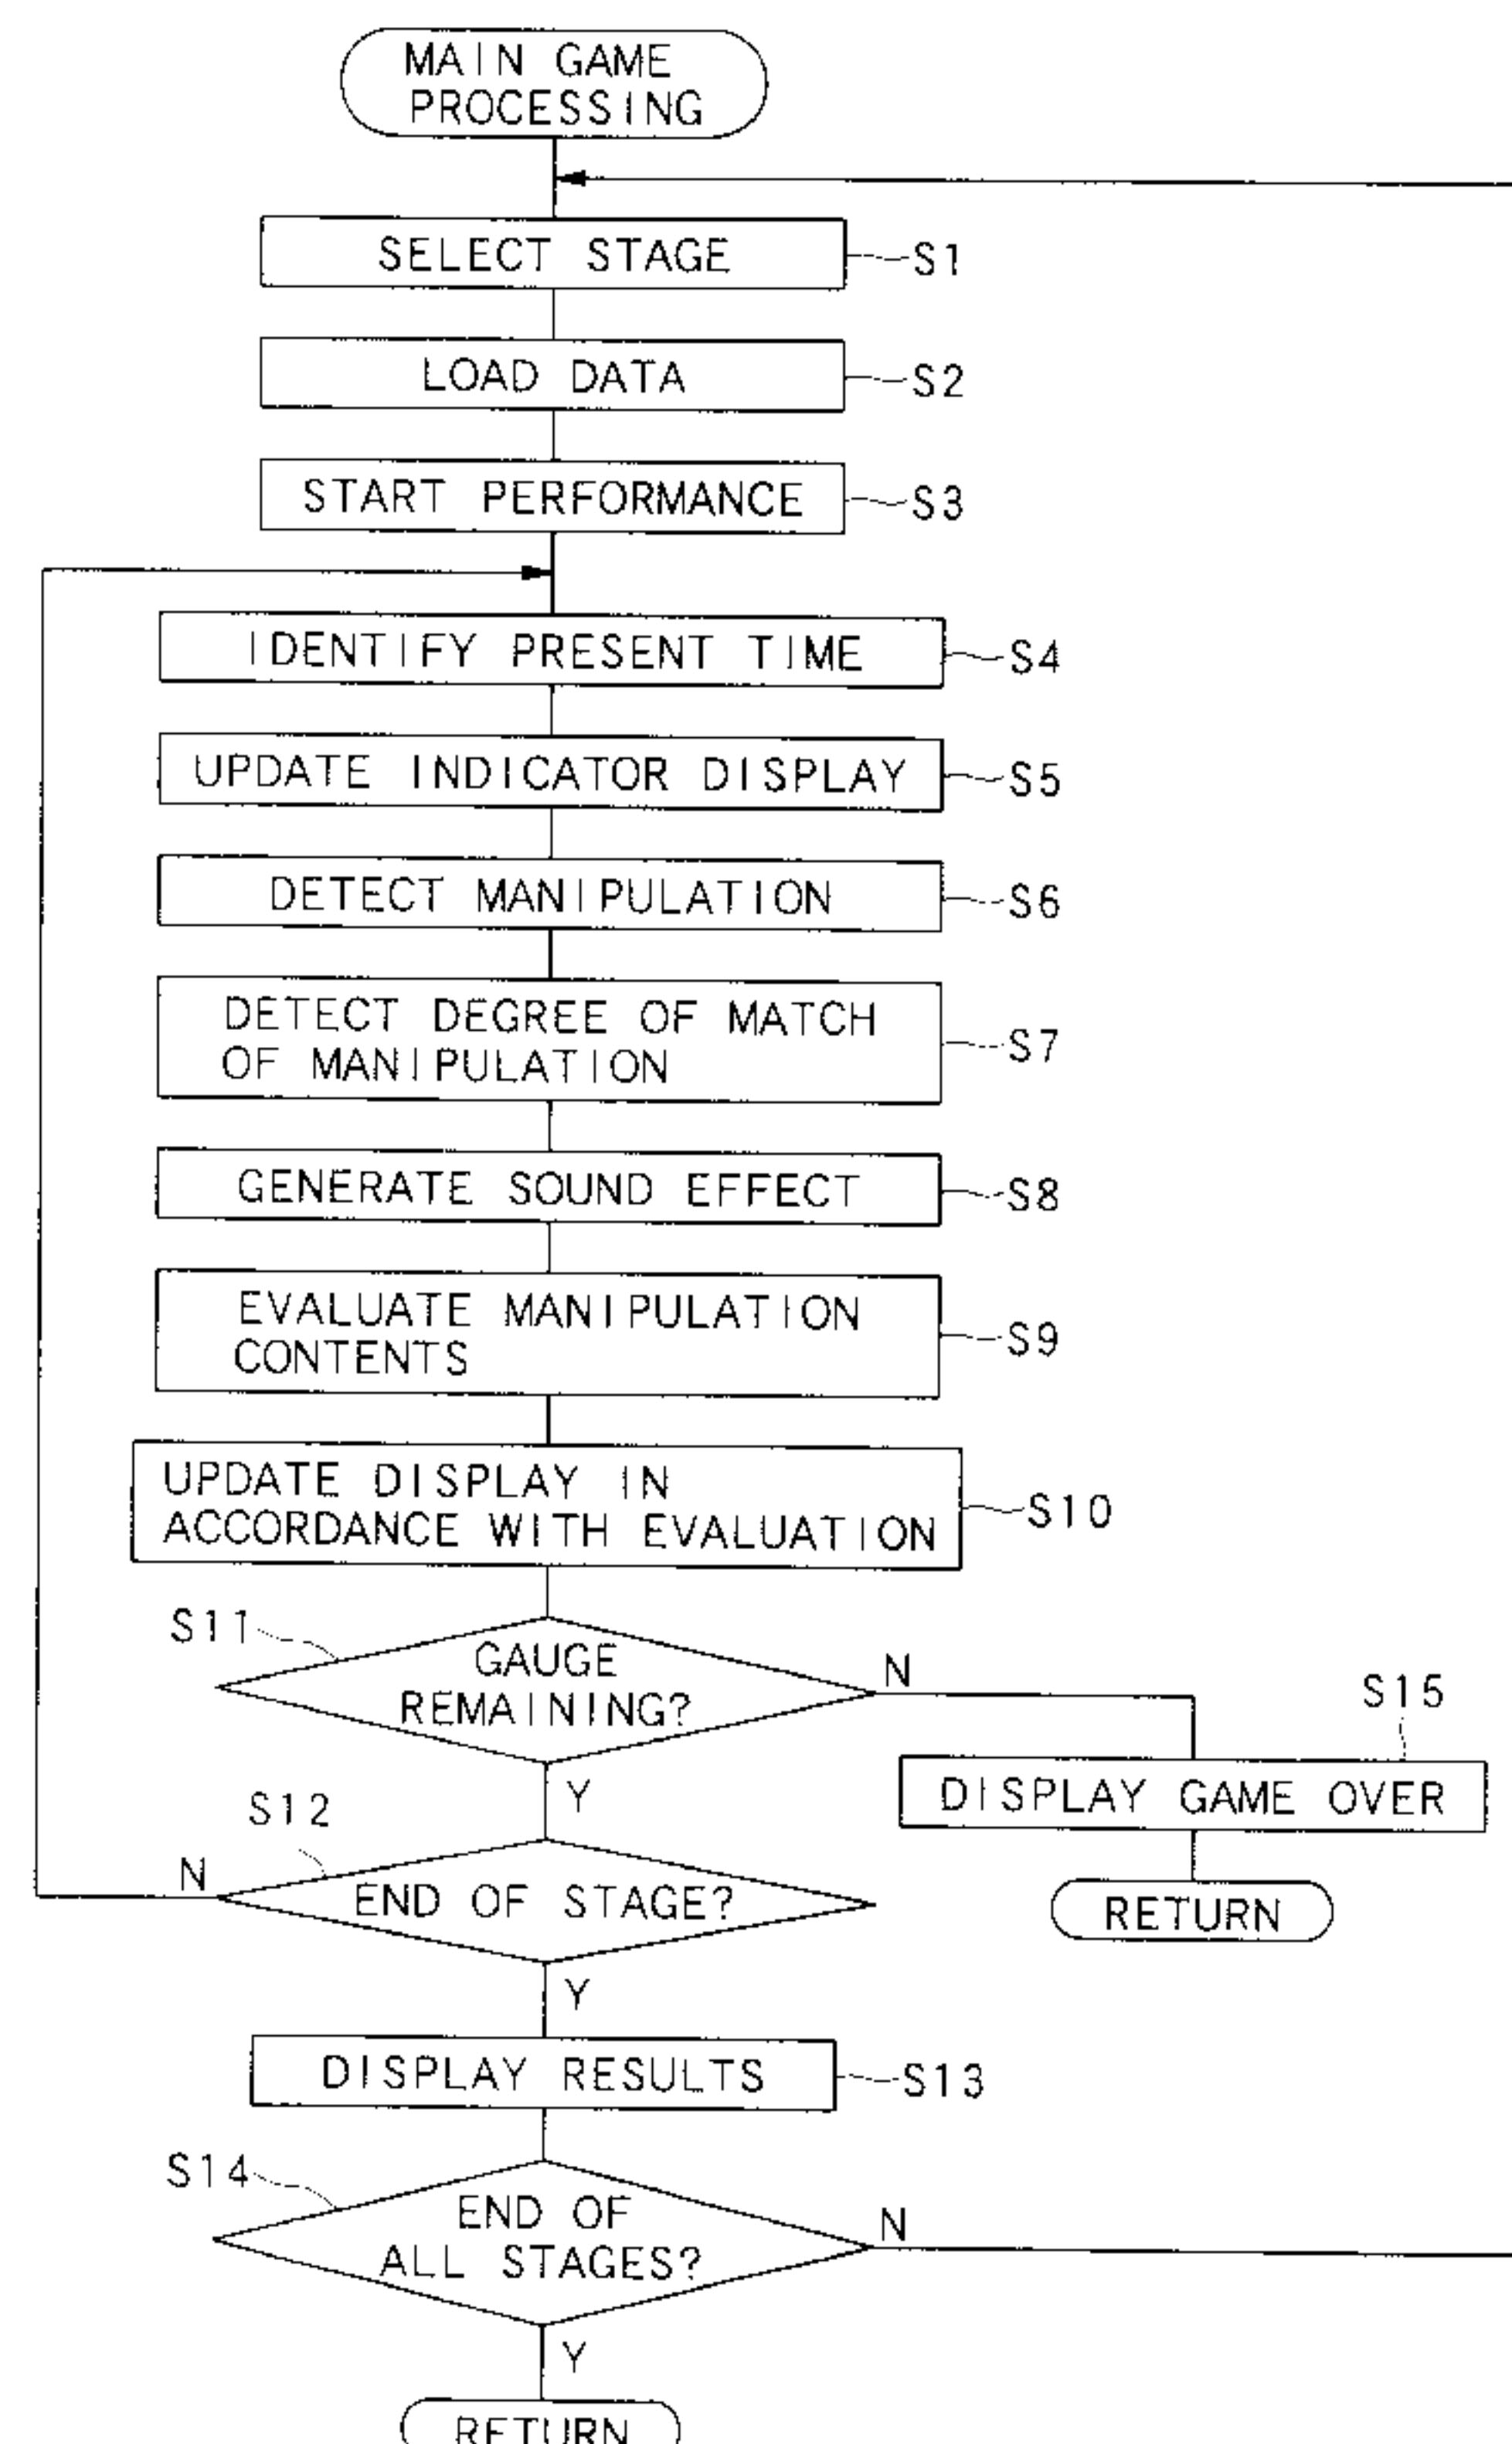 MAIN GAME
PROCESSING
SELECT STAGE
S1
LOAD DATA
S2
START PERFORMANCE
S3
IDENTIFY PRESENT TIME
S4
UPDATE INDICATOR DISPLAY
S5
DETECT MANIPULATION
S6
DETECT DEGREE OF MATCH
OF MANIPULATION
S7
GENERATE SOUND EFFECT
S8
EVALUATE MANIPULATION
CONTENTS
S9
UPDATE DISPLAY IN
ACCORDANCE WITH EVALUATION
S10
S11
GAUGE
REMAINING?
N
Y
S15
DISPLAY GAME OVER
RETURN
S12
N
END OF STAGE?
Y
DISPLAY RESULTS
S13
S14
END OF
ALL STAGES?
N
Y
RETURN